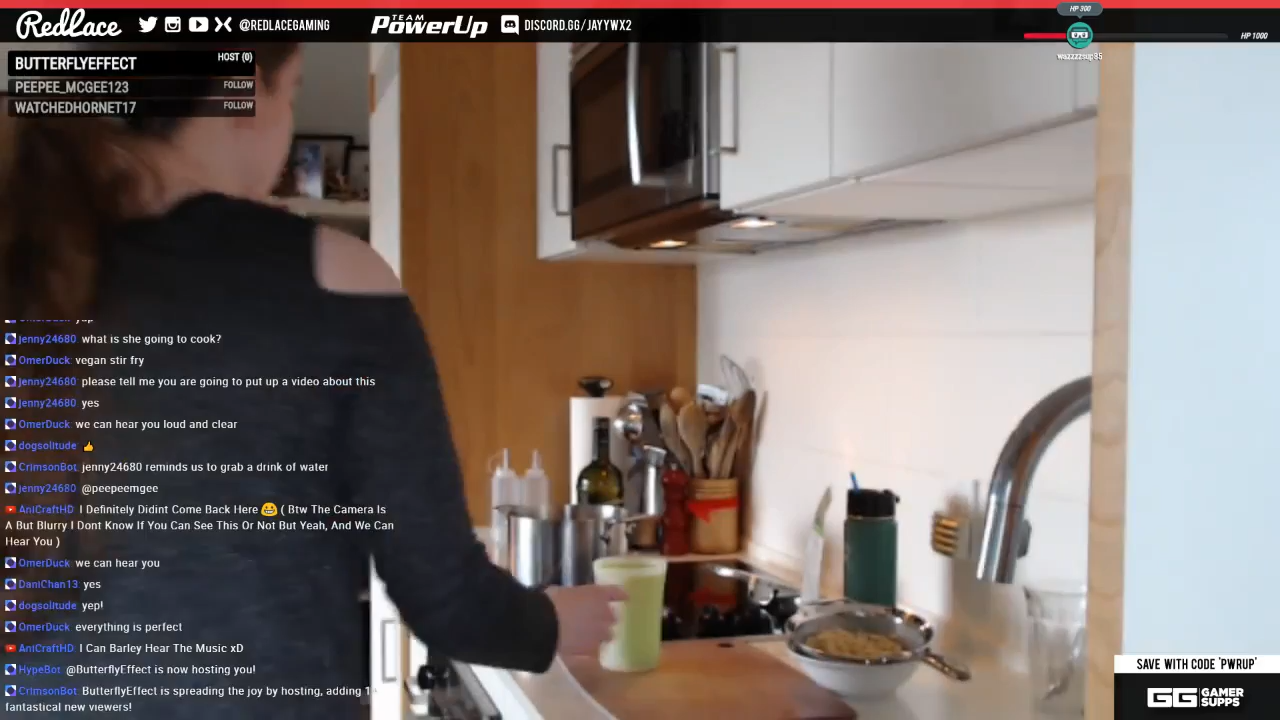 REDLACE
@REDLACEGAMING
TEAM
POWERUP
DISCORD.GG/JAYYWX2
HP 300
HP 1000
wazzzzsup85
BUTTERFLYEFFECT HOST (0)
PEEPEE_MCGEE123 FOLLOW
WATCHEDHORNET17 FOLLOW
OmerDuck: yup
jenny24680: what is she going to cook?
OmerDuck: vegan stir fry
jenny24680: please tell me you are going to put up a video about this
jenny24680: yes
OmerDuck: we can hear you loud and clear
dogsolitude:
CrimsonBot: jenny24680 reminds us to grab a drink of water
jenny24680: @peepeemgee
AniCraftHD: I Definitely Didint Come Back Here ( Btw The Camera Is
A But Blurry I Dont Know If You Can See This Or Not But Yeah, And We Can
Hear You )
OmerDuck: we can hear you
DaniChan13: yes
dogsolitude: yep!
OmerDuck: everything is perfect
AniCraftHD: I Can Barley Hear The Music xD
HypeBot: @ButterflyEffect is now hosting you!
CrimsonBot: ButterflyEffect is spreading the joy by hosting, adding
fantastical new viewers!
SAVE WITH CODE 'PWRUP'
GG GAMER
SUPPS